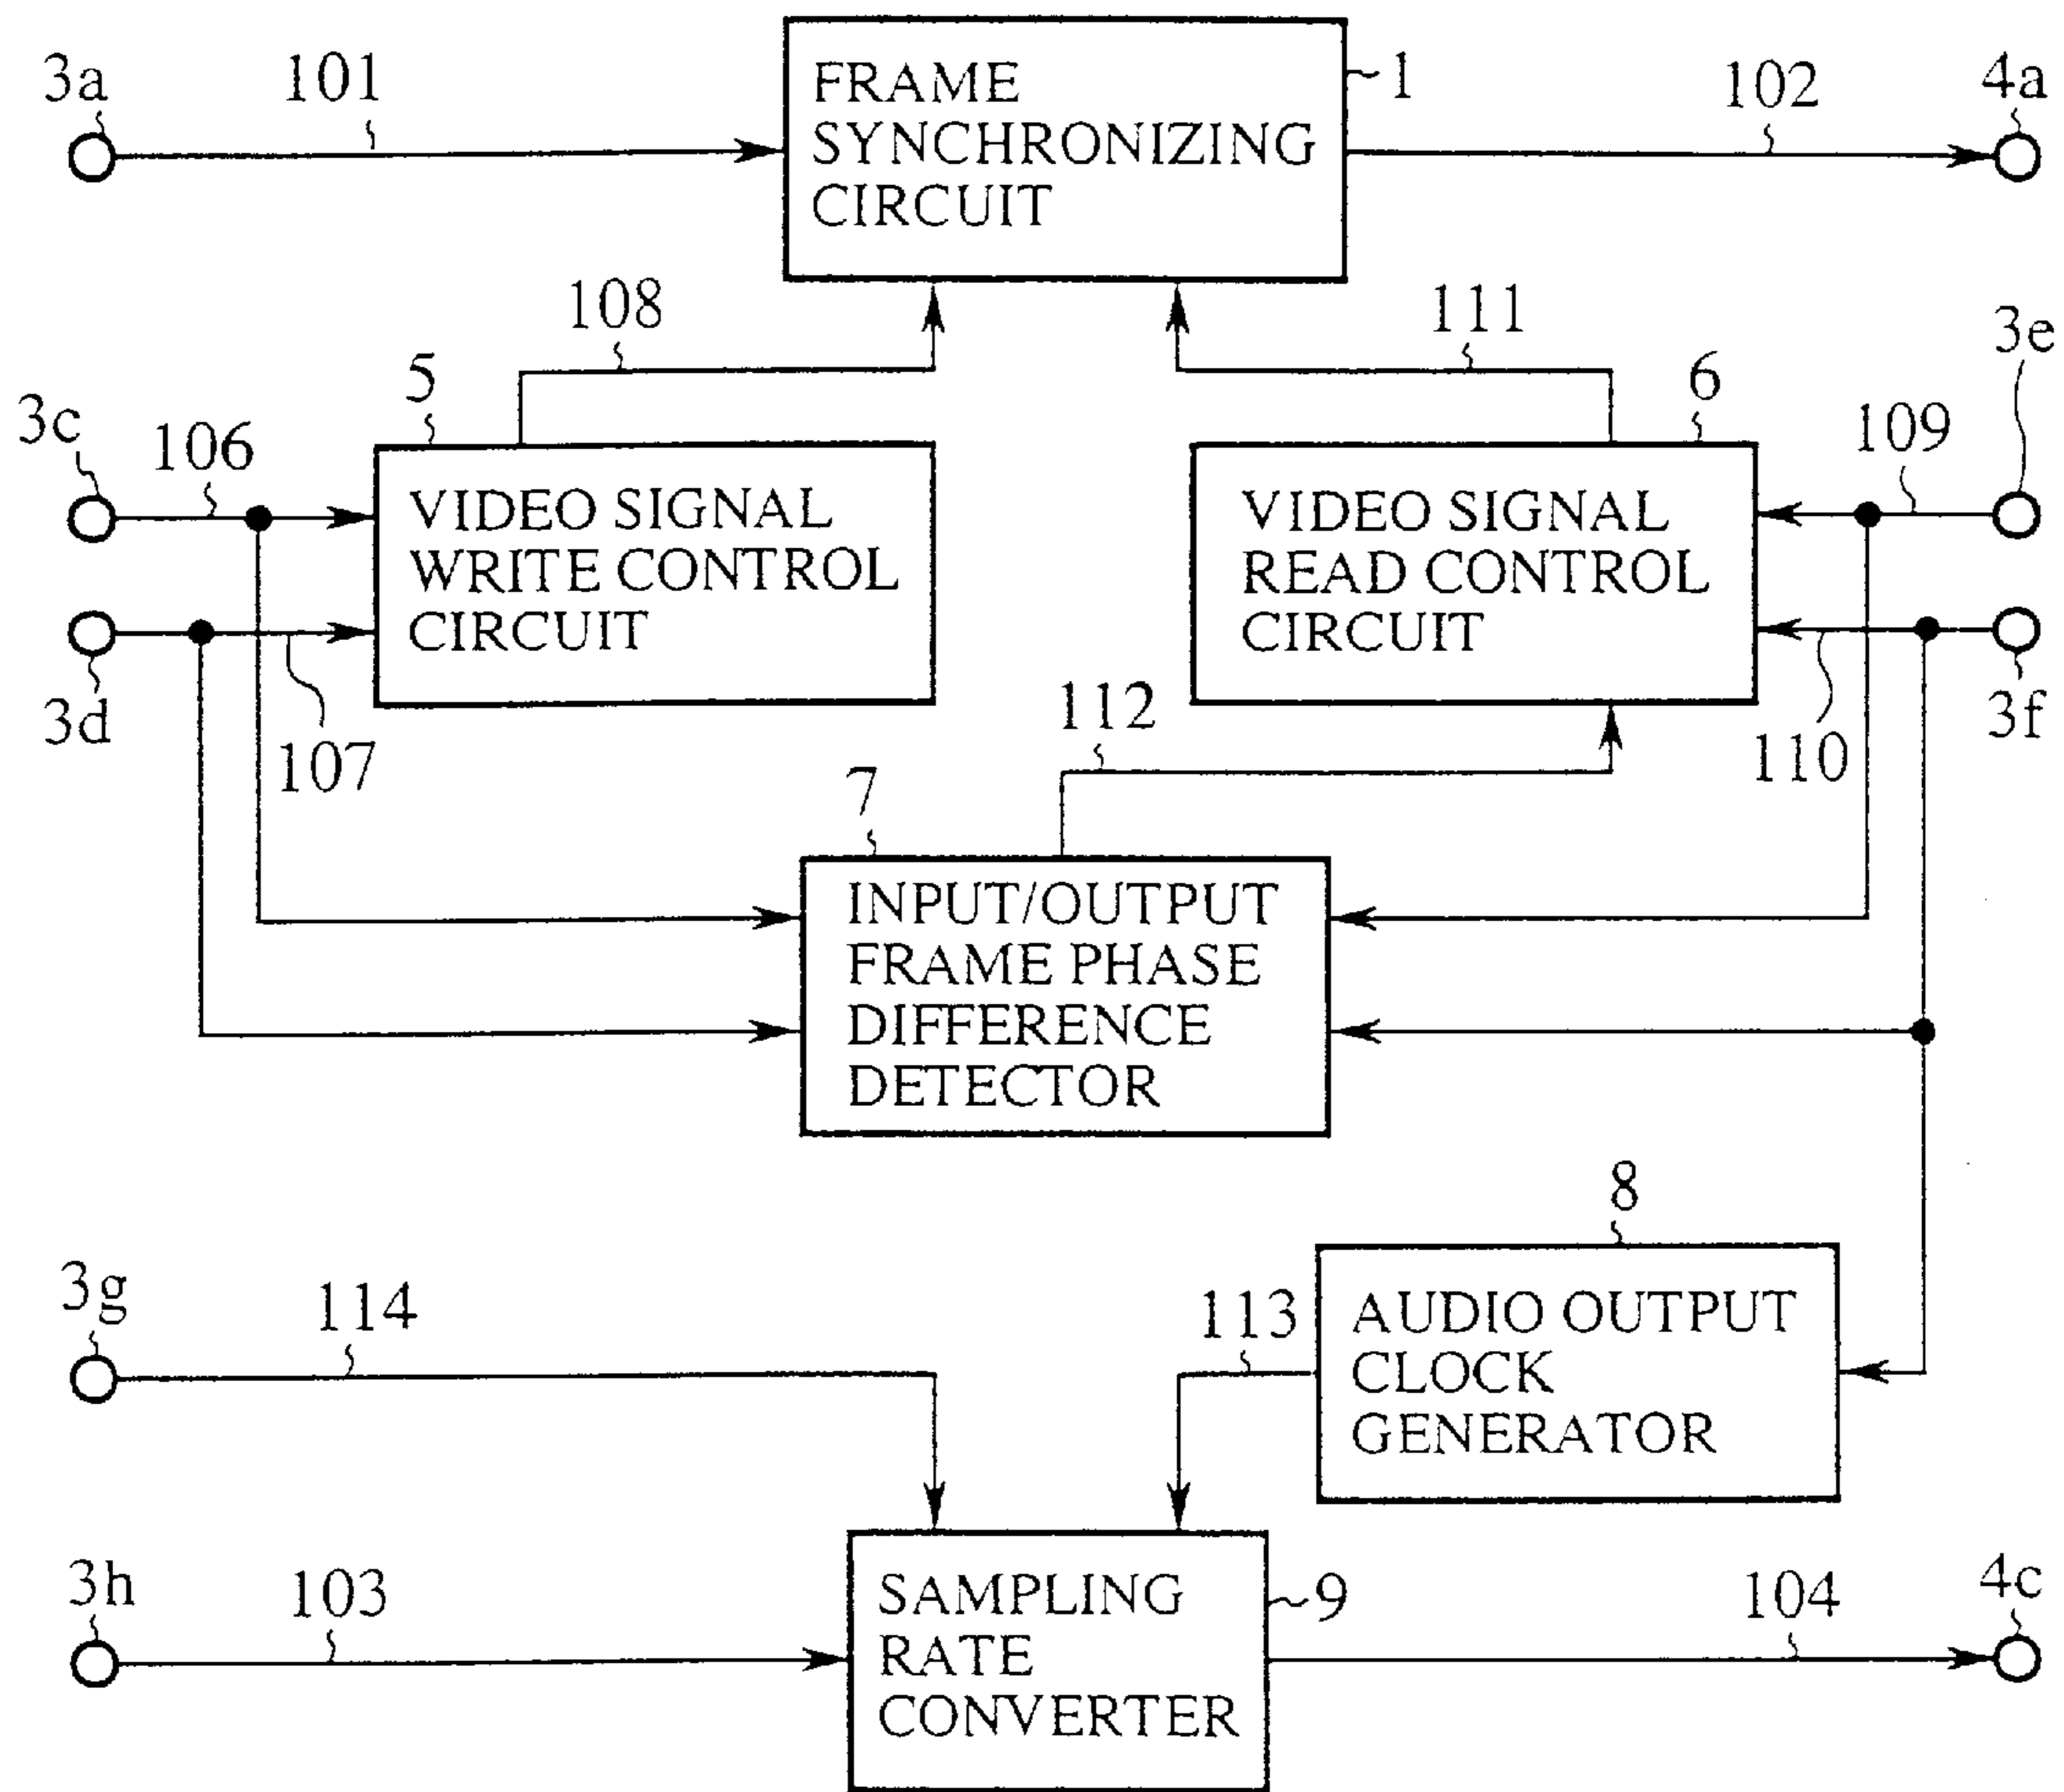 3a
101
FRAME
SYNCHRONIZING
CIRCUIT
1
102
4a
108
111
3c
106
5
VIDEO SIGNAL
WRITE CONTROL
CIRCUIT
6
VIDEO SIGNAL
READ CONTROL
CIRCUIT
109
3e
3d
107
112
110
3f
7
INPUT/OUTPUT
FRAME PHASE
DIFFERENCE
DETECTOR
8
AUDIO OUTPUT
CLOCK
GENERATOR
3g
114
113
3h
103
SAMPLING
RATE
CONVERTER
9
104
4c